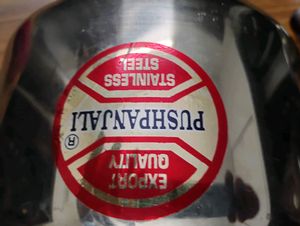 EXPORT
QUALITY
PUSHPANJALI®
STAINLESS
STEEL